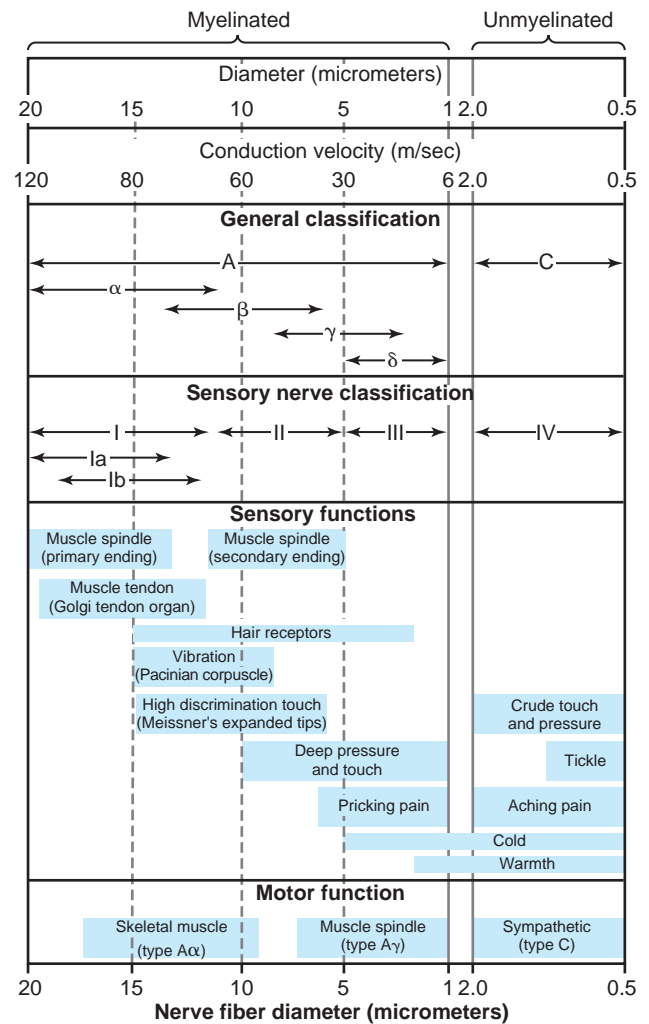 Myelinated Unmyelinated
Diameter (micrometers)
20 15 10 5 1 2.0 0.5
Conduction velocity (m/sec)
120 80 60 30 6 2.0 0.5
General classification
A C
α
β
γ
δ
Sensory nerve classification
I II III IV
Ia
Ib
Sensory functions
Muscle spindle Muscle spindle
(primary ending) (secondary ending)
Muscle tendon
(Golgi tendon organ)
Hair receptors
Vibration
(Pacinian corpuscle)
High discrimination touch Crude touch
(Meissner's expanded tips) and pressure
Deep pressure
and touch Tickle
Pricking pain Aching pain
Cold
Warmth
Motor function
Skeletal muscle Muscle spindle Sympathetic
(type Aα) (type Aγ) (type C)
20 15 10 5 1 2.0 0.5
Nerve fiber diameter (micrometers)